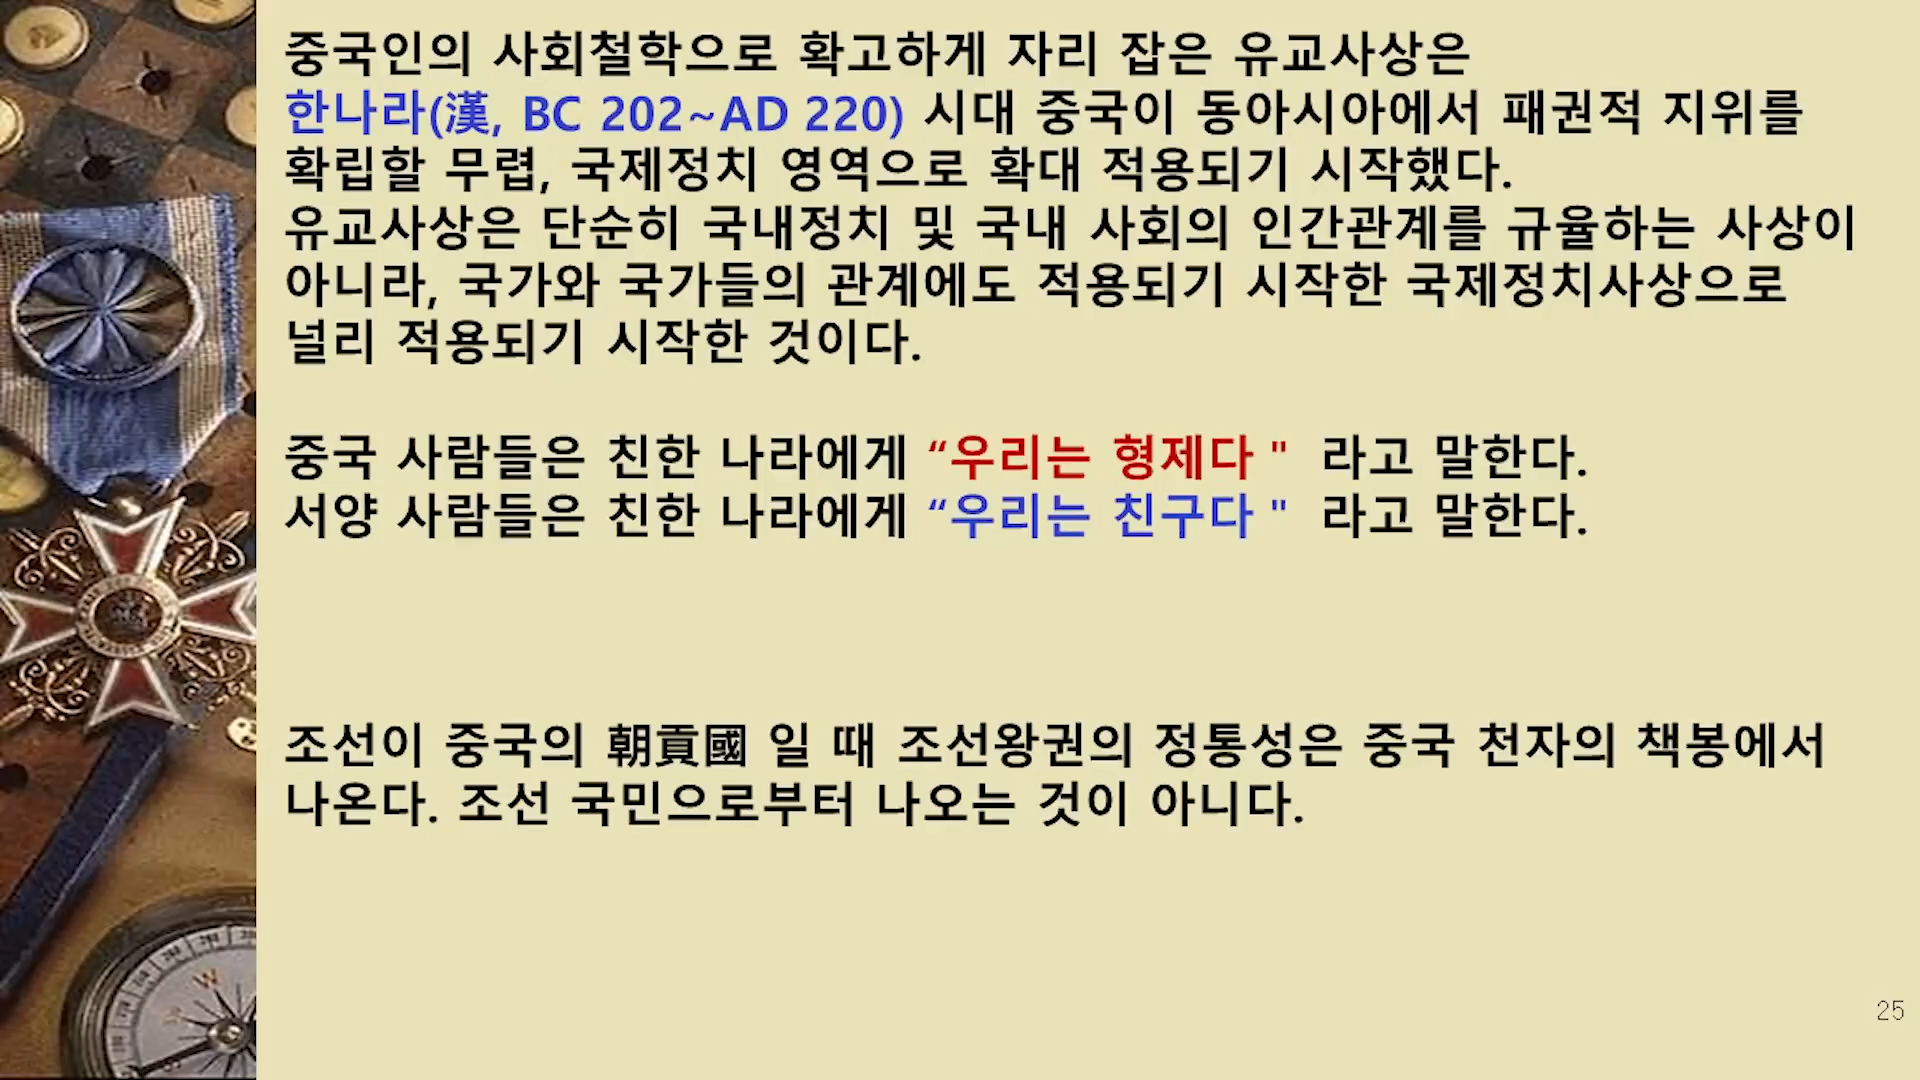 중국인의 사회철학으로 확고하게 자리 잡은 유교사상은
한나라(漢, BC 202~AD 220) 시대 중국이 동아시아에서 패권적 지위를
확립할 무렵, 국제정치 영역으로 확대 적용되기 시작했다.
유교사상은 단순히 국내정치 및 국내 사회의 인간관계를 규율하는 사상이
아니라, 국가와 국가들의 관계에도 적용되기 시작한 국제정치사상으로
널리 적용되기 시작한 것이다.
중국 사람들은 친한 나라에게 “우리는 형제다 " 라고 말한다.
서양 사람들은 친한 나라에게 “우리는 친구다 " 라고 말한다.
조선이 중국의 朝貢國 일 때 조선왕권의 정통성은 중국 천자의 책봉에서
나온다. 조선 국민으로부터 나오는 것이 아니다.
W
25